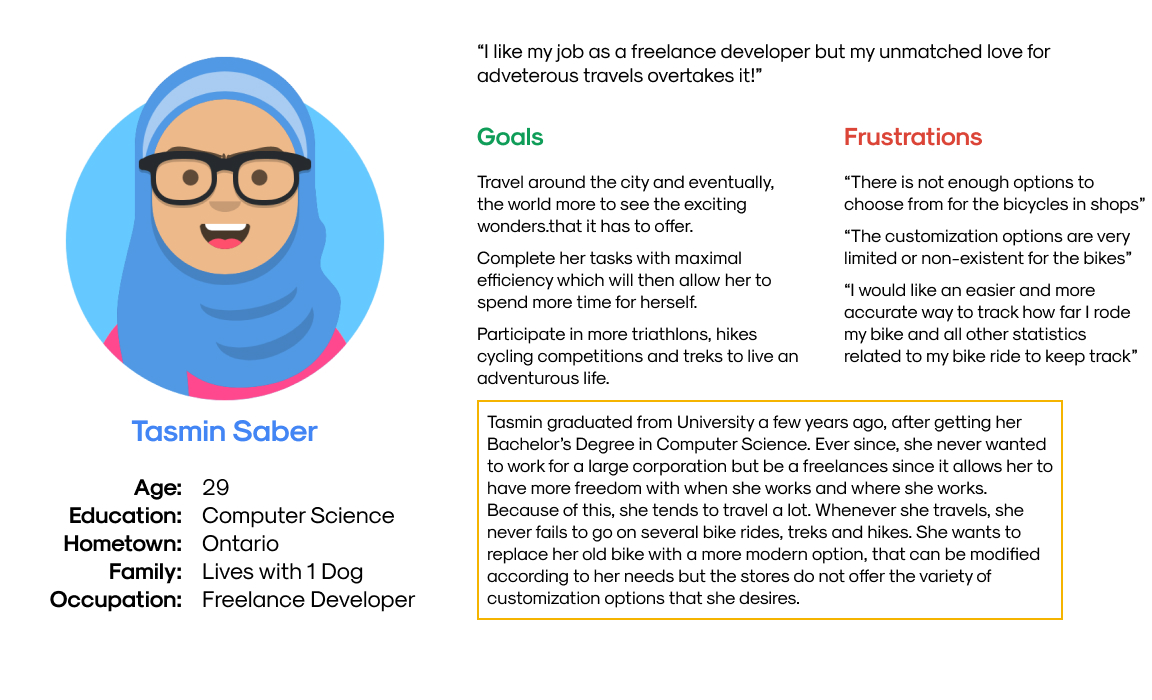 “I like my job as a freelance developer but my unmatched love for
adveterous travels overtakes it!”
Goals
Travel around the city and eventually,
the world more to see the exciting
wonders.that it has to offer.
Complete her tasks with maximal
efficiency which will then allow her to
spend more time for herself.
Participate in more triathlons, hikes
cycling competitions and treks to live an
adventurous life.
Frustrations
“There is not enough options to
choose from for the bicycles in shops”
“The customization options are very
limited or non-existent for the bikes”
“I would like an easier and more
accurate way to track how far I rode
my bike and all other statistics
related to my bike ride to keep track”
Tasmin Saber
Age: 29
Education: Computer Science
Hometown: Ontario
Family: Lives with 1 Dog
Occupation: Freelance Developer
Tasmin graduated from University a few years ago, after getting her
Bachelor’s Degree in Computer Science. Ever since, she never wanted
to work for a large corporation but be a freelances since it allows her to
have more freedom with when she works and where she works.
Because of this, she tends to travel a lot. Whenever she travels, she
never fails to go on several bike rides, treks and hikes. She wants to
replace her old bike with a more modern option, that can be modified
according to her needs but the stores do not offer the variety of
customization options that she desires.